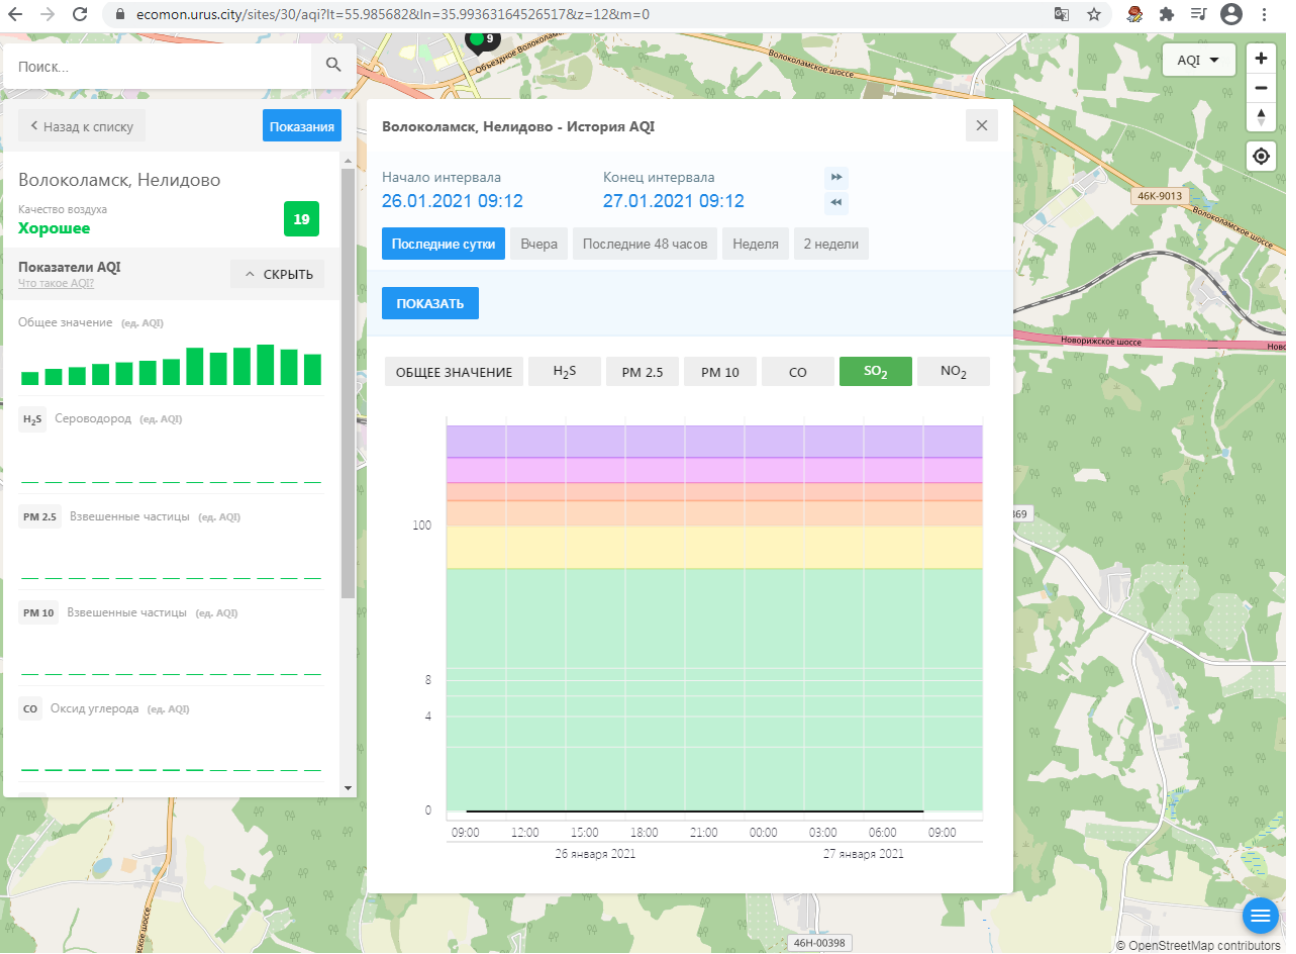 ecomon.urus.city/sites/30/aqi?lt=55.985682&ln=35.99363164526517&z=12&m=0
9
Объездное Волоколамск
Волоколамское шоссе
Поиск...
AQI
Назад к списку
Показания
Волоколамск, Нелидово
Качество воздуха
Хорошее
19
Показатели AQI
Что такое AQI?
СКРЫТЬ
Общее значение (ед. AQI)
H₂S Сероводород (ед. AQI)
PM 2.5 Взвешенные частицы (ед. AQI)
PM 10 Взвешенные частицы (ед. AQI)
CO Оксид углерода (ед. AQI)
Волоколамск, Нелидово - История AQI
Начало интервала
26.01.2021 09:12
Конец интервала
27.01.2021 09:12
Последние сутки
Вчера
Последние 48 часов
Неделя
2 недели
ПОКАЗАТЬ
ОБЩЕЕ ЗНАЧЕНИЕ
H₂S
PM 2.5
PM 10
CO
SO₂
NO₂
100
8
4
0
09:00 12:00 15:00 18:00 21:00 00:00 03:00 06:00 09:00
26 января 2021
27 января 2021
46K-9013
Волоколамское шоссе
Новорижское шоссе
Ново
469
46H-00398
© OpenStreetMap contributors